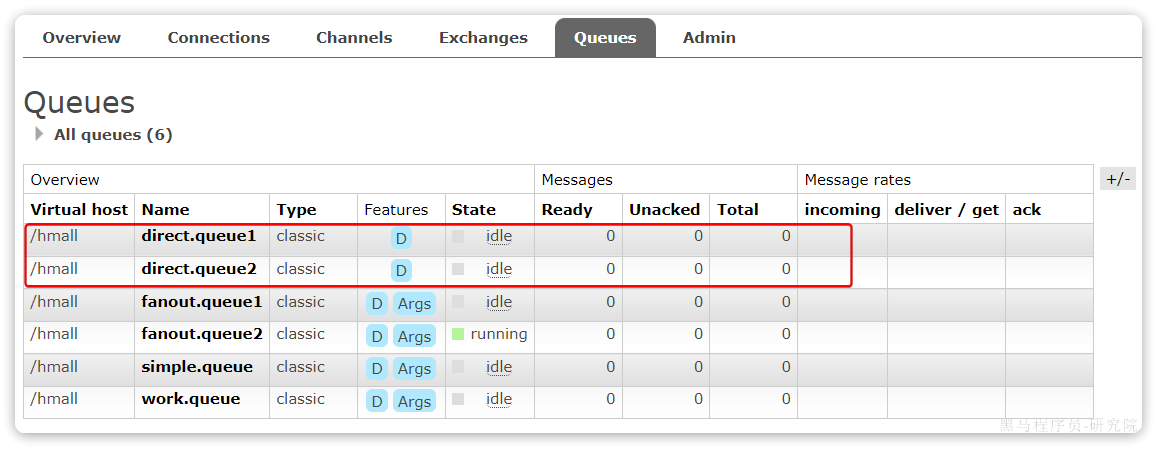 Overview Connections Channels Exchanges Queues Admin
Queues
All queues (6)
Overview Messages Message rates +/-
Virtual host Name Type Features State Ready Unacked Total incoming deliver / get ack
/hmall direct.queue1 classic D idle 0 0 0
/hmall direct.queue2 classic D idle 0 0 0
/hmall fanout.queue1 classic D Args idle 0 0 0
/hmall fanout.queue2 classic D Args running 0 0 0
/hmall simple.queue classic D Args idle 0 0 0
/hmall work.queue classic D Args idle 0 0 0
黑马程序员-研究院